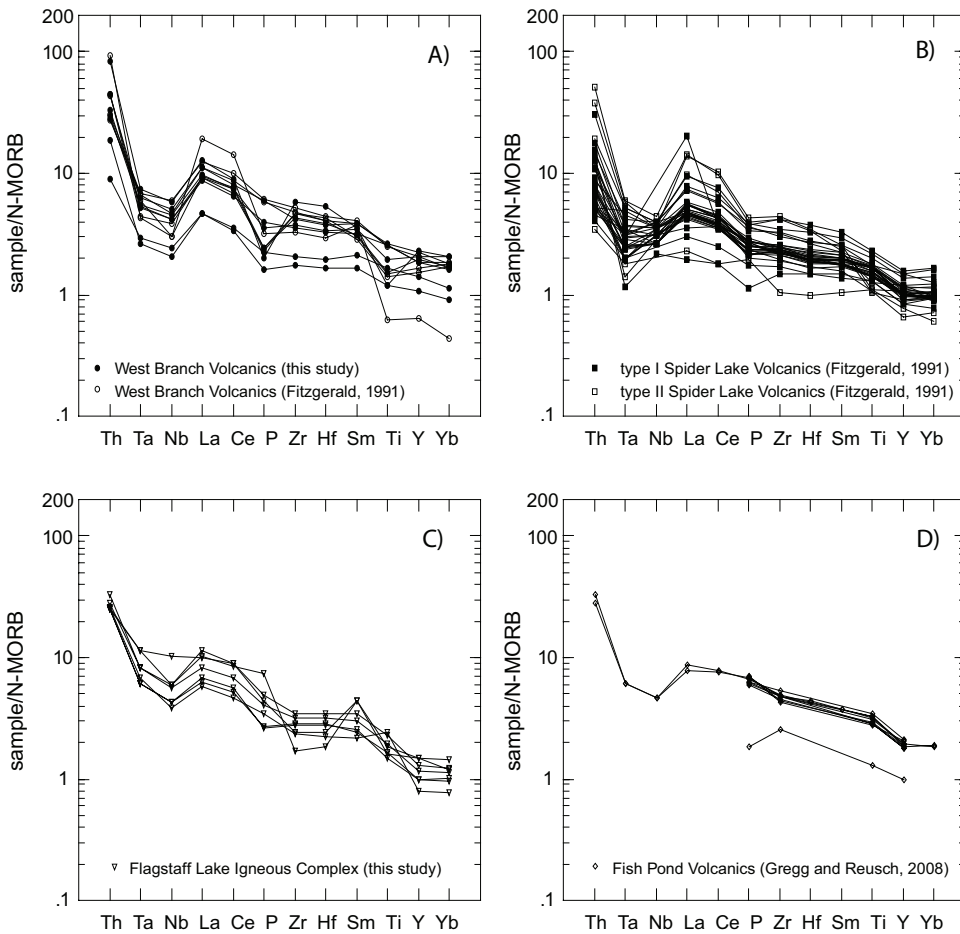 A)
200
100
10
1
.1
sample/N-MORB
West Branch Volcanics (this study)
West Branch Volcanics (Fitzgerald, 1991)
Th Ta Nb La Ce P Zr Hf Sm Ti Y Yb
B)
200
100
10
1
.1
sample/N-MORB
type I Spider Lake Volcanics (Fitzgerald, 1991)
type II Spider Lake Volcanics (Fitzgerald, 1991)
Th Ta Nb La Ce P Zr Hf Sm Ti Y Yb
C)
200
100
10
1
.1
sample/N-MORB
Flagstaff Lake Igneous Complex (this study)
Th Ta Nb La Ce P Zr Hf Sm Ti Y Yb
D)
200
100
10
1
.1
sample/N-MORB
Fish Pond Volcanics (Gregg and Reusch, 2008)
Th Ta Nb La Ce P Zr Hf Sm Ti Y Yb